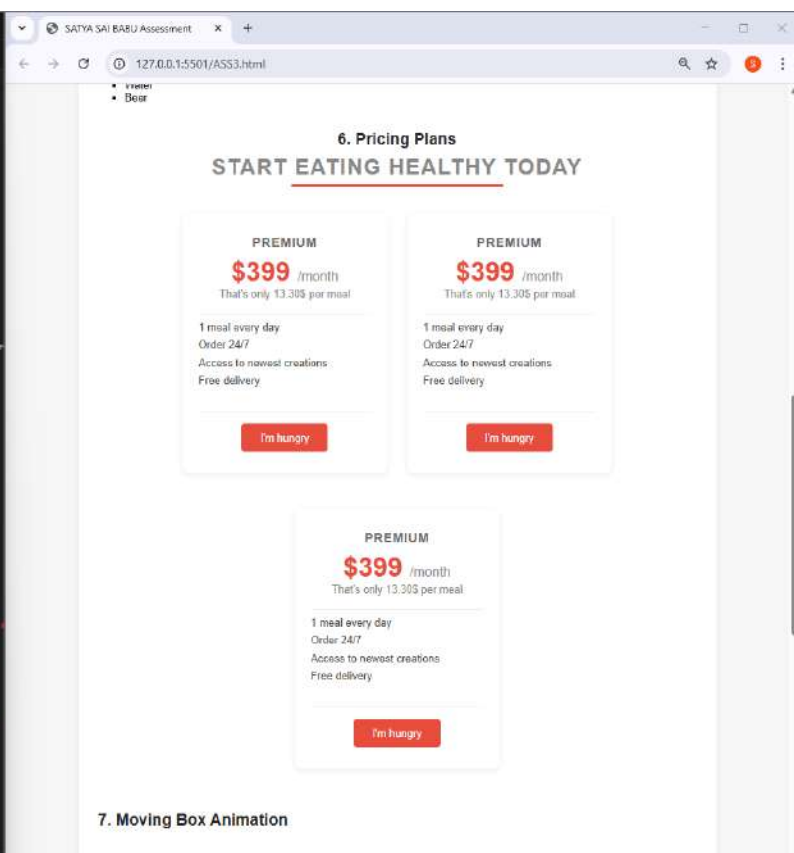 SATYA SAI BABU Assessment
127.0.0.1:5501/ASS3.html
S
Water
Beer
6. Pricing Plans
START EATING HEALTHY TODAY
PREMIUM
$399 /month
That's only 13.30$ per meal
1 meal every day
Order 24/7
Access to newest creations
Free delivery
I'm hungry
PREMIUM
$399 /month
That's only 13.30$ per meal
1 meal every day
Order 24/7
Access to newest creations
Free delivery
I'm hungry
PREMIUM
$399 /month
That's only 13.30$ per meal
1 meal every day
Order 24/7
Access to newest creations
Free delivery
I'm hungry
7. Moving Box Animation